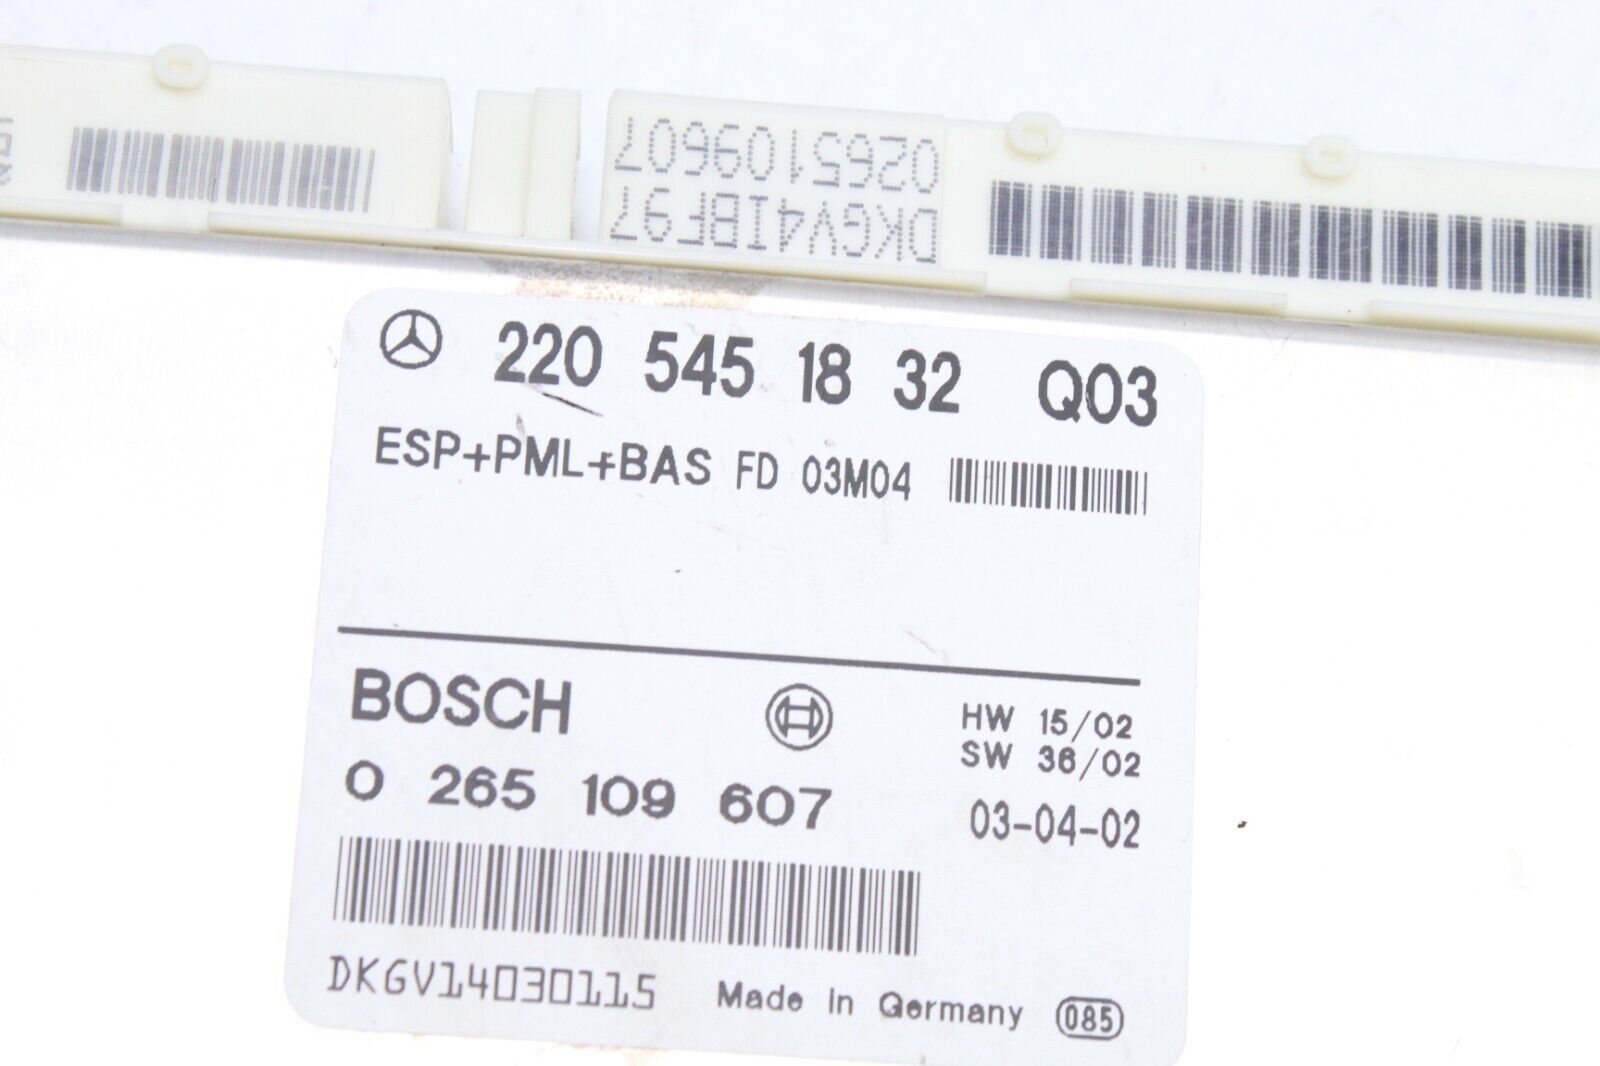 0265109607
DKGV4IBF97
220 545 18 32 Q03
ESP+PML+BAS FD 03M04
BOSCH
HW 15/02
SW 36/02
0 265 109 607
03-04-02
DKGV14030115
Made in Germany 085